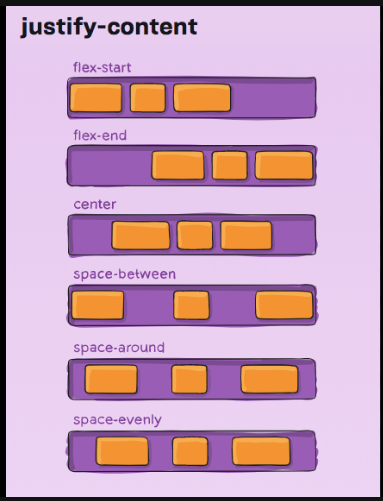 justify-content
flex-start
flex-end
center
space-between
space-around
space-evenly